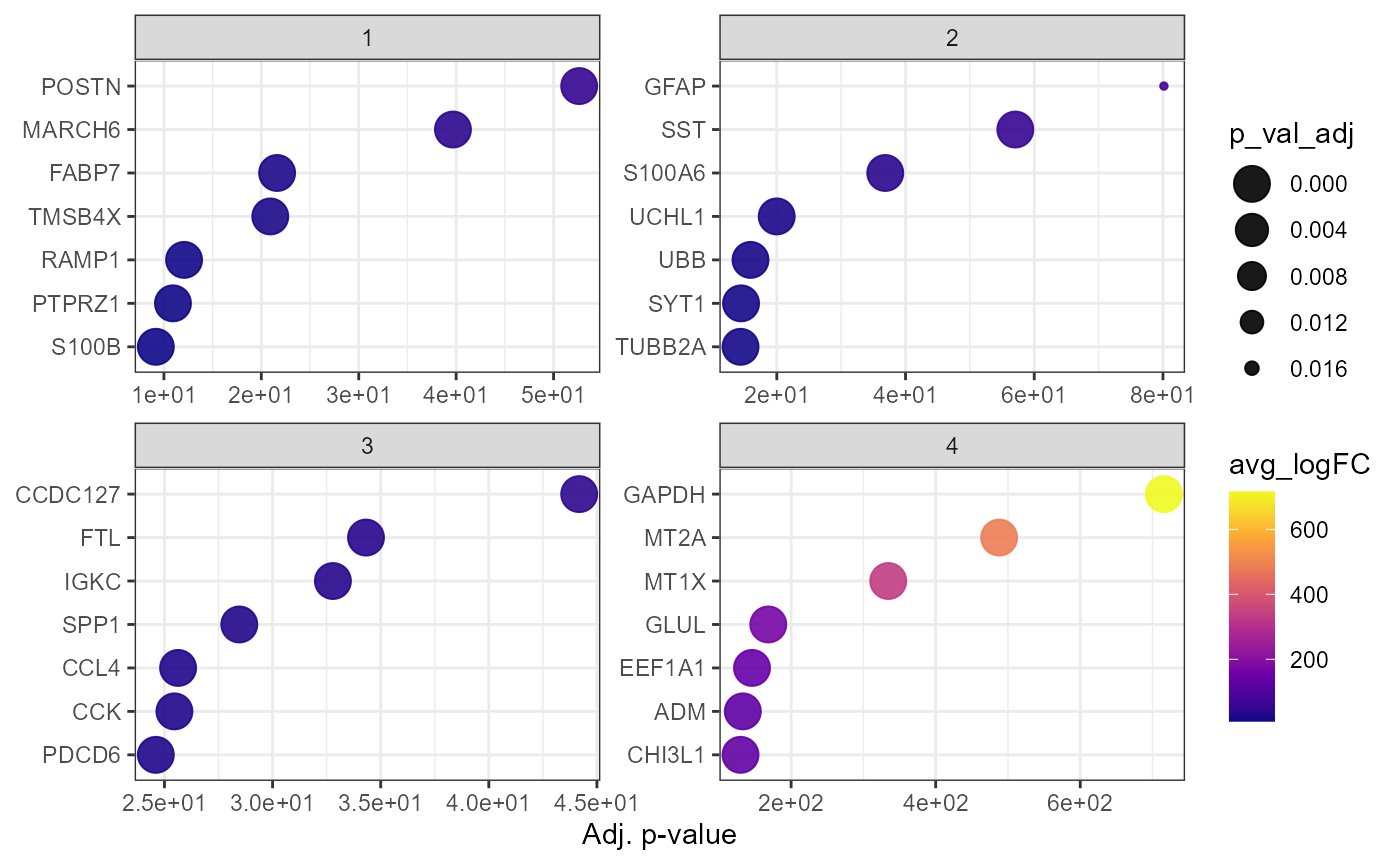 1
POSTN
MARCH6
FABP7
TMSB4X
RAMP1
PTPRZ1
S100B
1e+01 2e+01 3e+01 4e+01 5e+01
2
GFAP
SST
S100A6
UCHL1
UBB
SYT1
TUBB2A
2e+01 4e+01 6e+01 8e+01
3
CCDC127
FTL
IGKC
SPP1
CCL4
CCK
PDCD6
2.5e+01 3.0e+01 3.5e+01 4.0e+01 4.5e+01
4
GAPDH
MT2A
MT1X
GLUL
EEF1A1
ADM
CHI3L1
2e+02 4e+02 6e+02
Adj. p-value
p_val_adj
0.000
0.004
0.008
0.012
0.016
avg_logFC
600
400
200